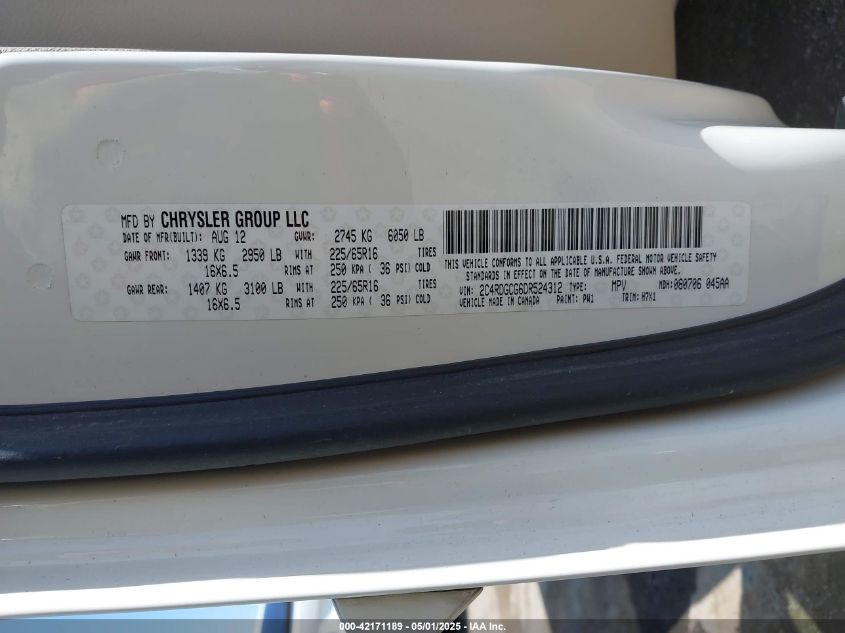 MFD BY CHRYSLER GROUP LLC
DATE OF MFR(BUILT): AUG 12 GVWR: 2745 KG 6050 LB
GAWR FRONT: 1339 KG 2950 LB WITH 225/65R16 TIRES
16X6.5 RIMS AT 250 KPA ( 36 PSI) COLD
GAWR REAR: 1407 KG 3100 LB WITH 225/65R16 TIRES
16X6.5 RIMS AT 250 KPA ( 36 PSI) COLD
THIS VEHICLE CONFORMS TO ALL APPLICABLE U.S.A. FEDERAL MOTOR VEHICLE SAFETY
STANDARDS IN EFFECT ON THE DATE OF MANUFACTURE SHOWN ABOVE.
VIN: 2C4RDGCG6DR524312 TYPE: MPV MDH: 080706 045AA
VEHICLE MADE IN CANADA PAINT: PW1 TRIM: H7X1
000-42171189 - 05/01/2025 - IAA Inc.